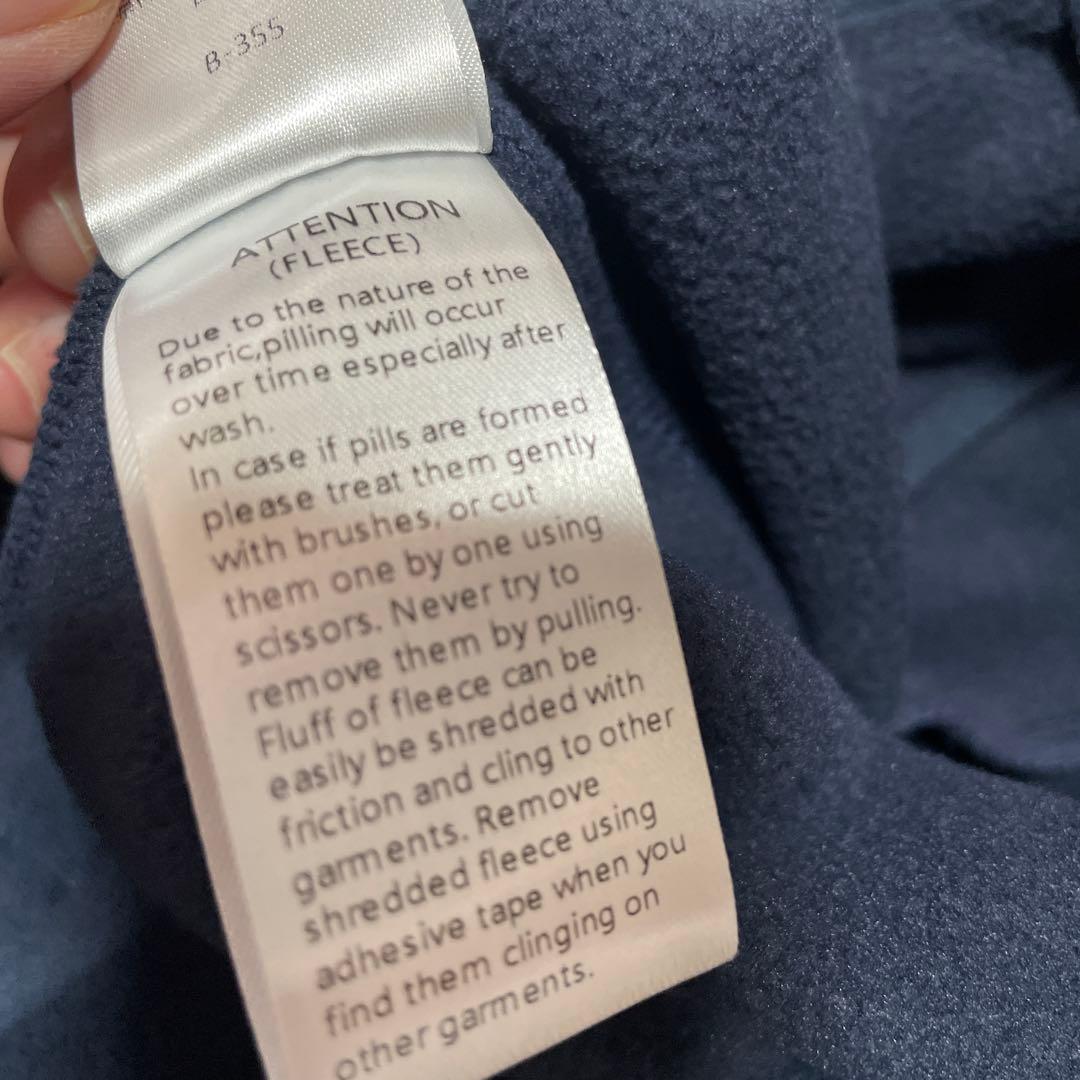 B-355
ATTENTION
(FLEECE)
Due to the nature of the
fabric,pilling will occur
over time especially after
wash.
In case if pills are formed
please treat them gently
with brushes, or cut
them one by one using
scissors. Never try to
remove them by pulling.
Fluff of fleece can be
easily be shredded with
friction and cling to other
garments. Remove
shredded fleece using
adhesive tape when you
find them clinging on
other garments.